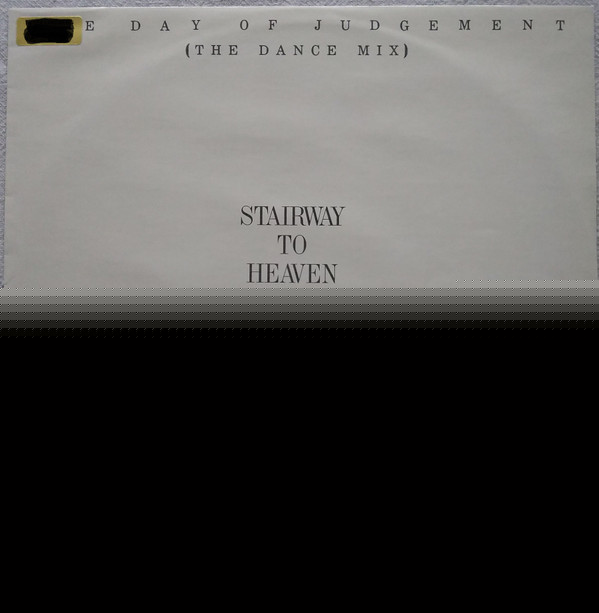 E DAY OF JUDGEMENT
(THE DANCE MIX)
STAIRWAY
TO
HEAVEN